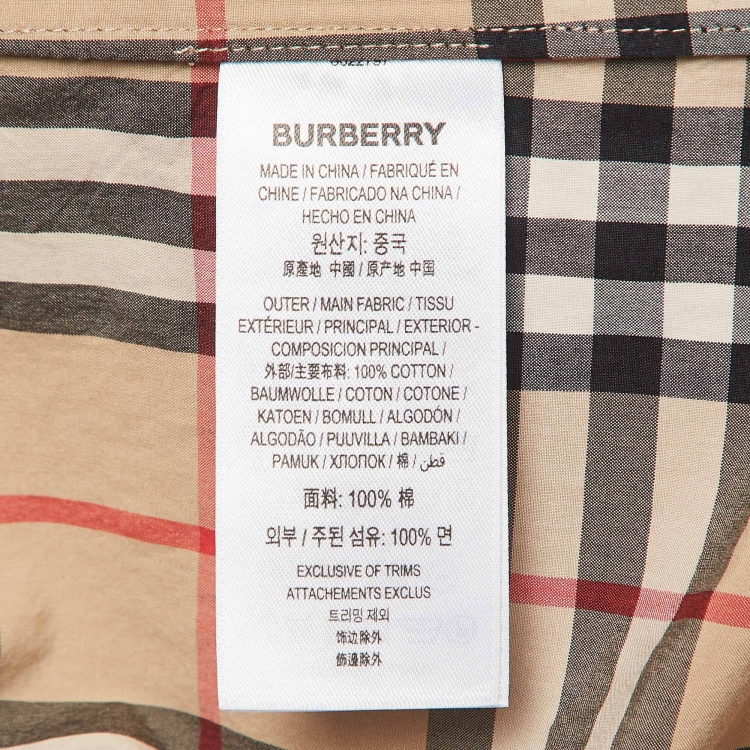 BURBERRY
MADE IN CHINA / FABRIQUÉ EN
CHINE / FABRICADO NA CHINA /
HECHO EN CHINA
원산지: 중국
原產地 中國 / 原产地 中国
OUTER / MAIN FABRIC / TISSU
EXTÉRIEUR / PRINCIPAL / EXTERIOR -
COMPOSICION PRINCIPAL /
外部/主要布料: 100% COTTON /
BAUMWOLLE / COTON / COTONE /
KATOEN / BOMULL / ALGODÓN /
ALGODÃO / PUUVILLA / BAMBAKI /
PAMUK / ХЛОПОК / 棉 / قطن
面料: 100% 棉
외부 / 주된 섬유: 100% 면
EXCLUSIVE OF TRIMS
ATTACHEMENTS EXCLUS
트리밍 제외
饰边除外
飾邊除外